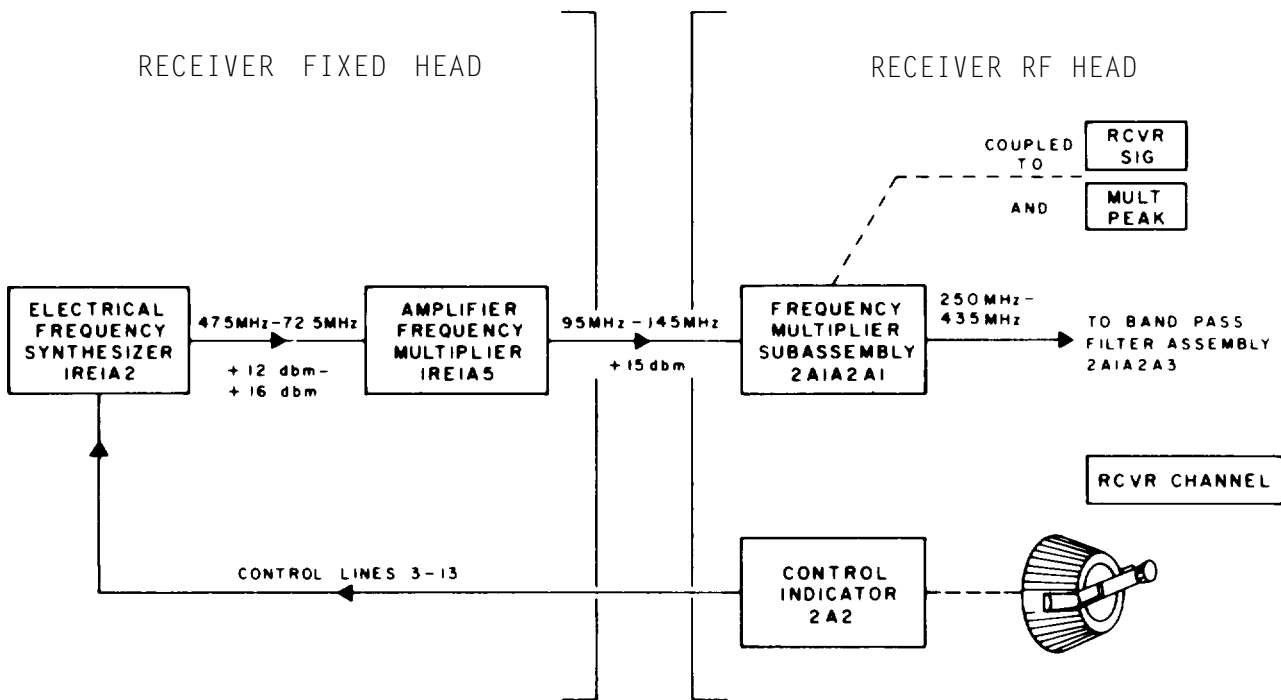 RECEIVER FIXED HEAD
RECEIVER RF HEAD
COUPLED
TO
AND
RCVR
SIG
MULT
PEAK
ELECTRICAL
FREQUENCY
SYNTHESIZER
1RE1A2
475MHz-72 5MHz
+12 dbm-
+16 dbm
AMPLIFIER
FREQUENCY
MULTIPLIER
1RE1A5
95MHz-145MHz
+15dbm
FREQUENCY
MULTIPLIER
SUBASSEMBLY
2A1A2A1
250MHz-
435MHz
TO BAND PASS
FILTER ASSEMBLY
2A1A2A3
RCVR CHANNEL
CONTROL LINES 3-13
CONTROL
INDICATOR
2A2